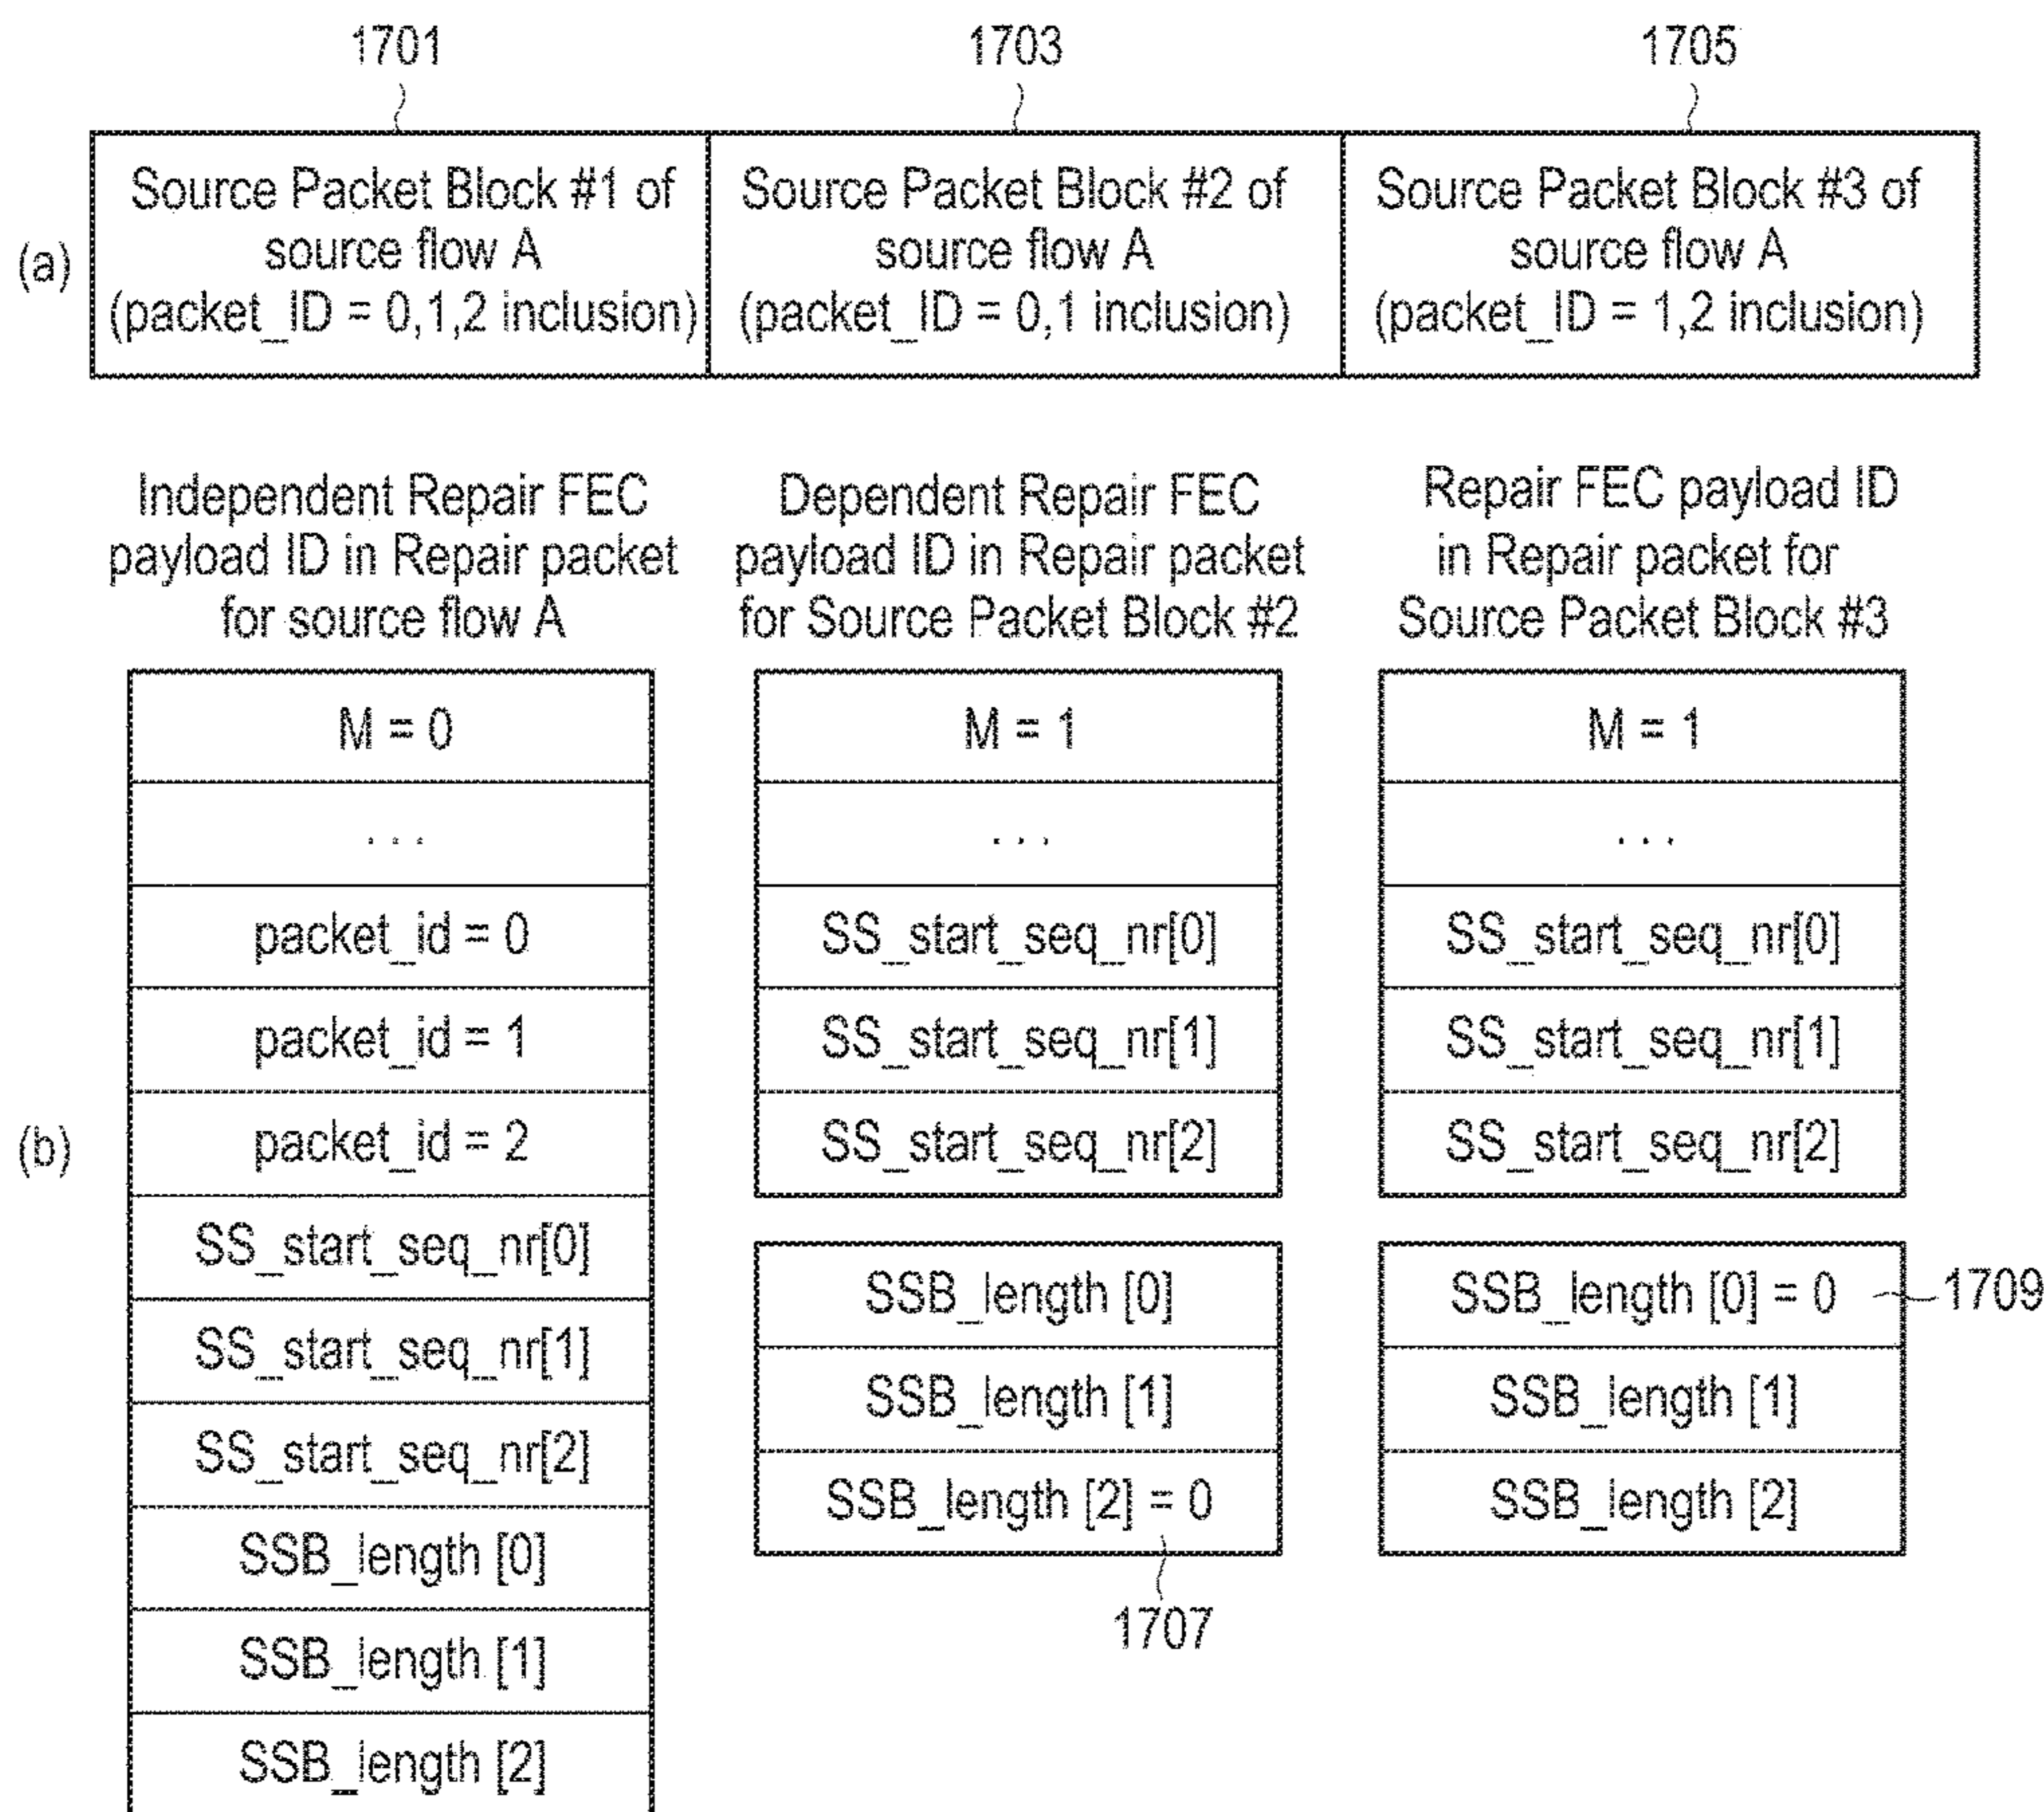 1701
1703
1705
(a)
Source Packet Block #1 of
source flow A
(packet_ID = 0,1,2 inclusion)
Source Packet Block #2 of
source flow A
(packet_ID = 0,1 inclusion)
Source Packet Block #3 of
source flow A
(packet_ID = 1,2 inclusion)
(b)
Independent Repair FEC
payload ID in Repair packet
for source flow A
M = 0
. . .
packet_id = 0
packet_id = 1
packet_id = 2
SS_start_seq_nr[0]
SS_start_seq_nr[1]
SS_start_seq_nr[2]
SSB_length [0]
SSB_length [1]
SSB_length [2]
Dependent Repair FEC
payload ID in Repair packet
for Source Packet Block #2
M = 1
. . .
SS_start_seq_nr[0]
SS_start_seq_nr[1]
SS_start_seq_nr[2]
SSB_length [0]
SSB_length [1]
SSB_length [2] = 0
1707
Repair FEC payload ID
in Repair packet for
Source Packet Block #3
M = 1
. . .
SS_start_seq_nr[0]
SS_start_seq_nr[1]
SS_start_seq_nr[2]
SSB_length [0] = 0
1709
SSB_length [1]
SSB_length [2]